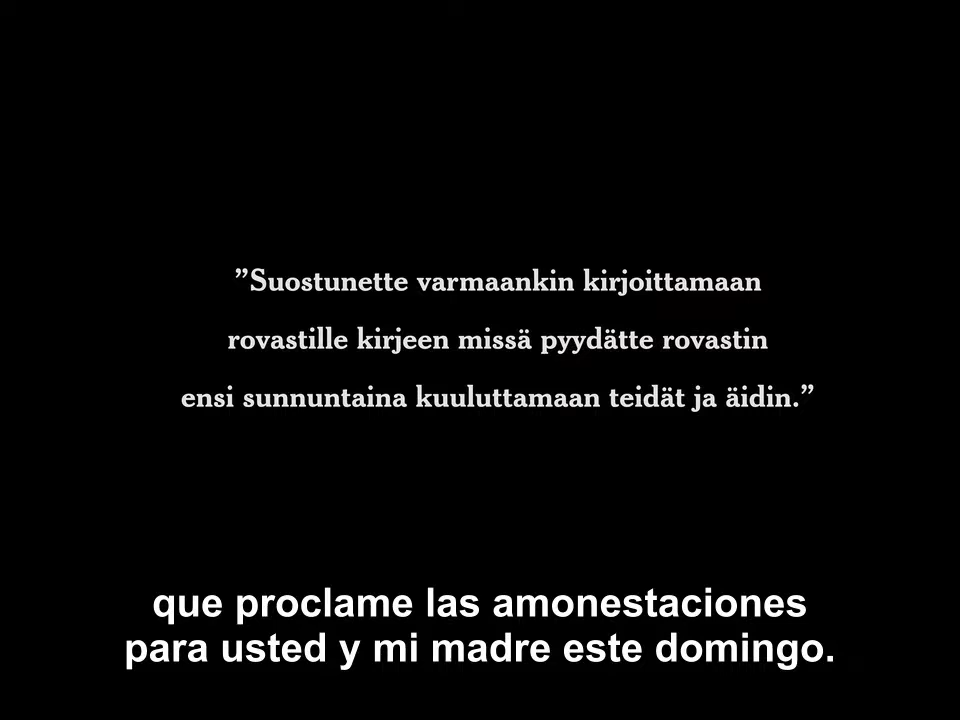 ”Suostunette varmaankin kirjoittamaan
rovastille kirjeen missä pyydätte rovastin
ensi sunnuntaina kuuluttamaan teidät ja äidin.”
que proclame las amonestaciones
para usted y mi madre este domingo.